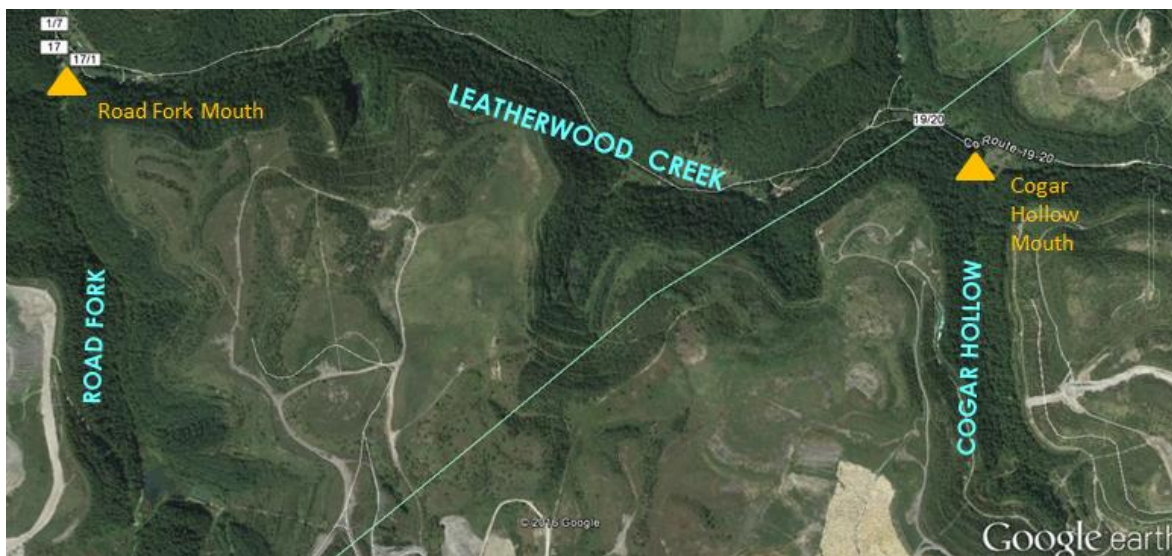 1/7
17
17/1
Road Fork Mouth
LEATHERWOOD CREEK
19/20
Co Route 19-20
Cogar
Hollow
Mouth
ROAD FORK
COGAR HOLLOW
© 2016 Google
Google earth